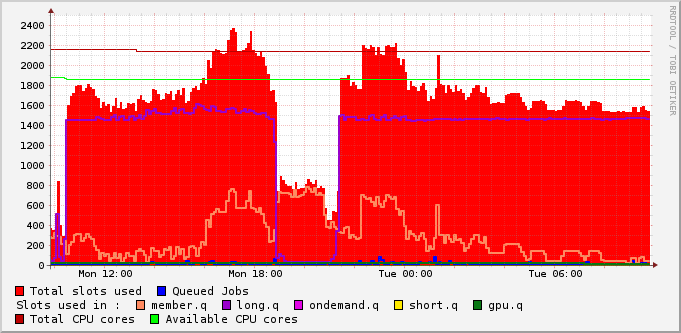 2400
2200
2000
1800
1600
1400
1200
1000
800
600
400
200
0
Mon 12:00 Mon 18:00 Tue 00:00 Tue 06:00
RRDTOOL / TOBI OETIKER
Total slots used Queued Jobs
Slots used in : member.q long.q ondemand.q short.q gpu.q
Total CPU cores Available CPU cores